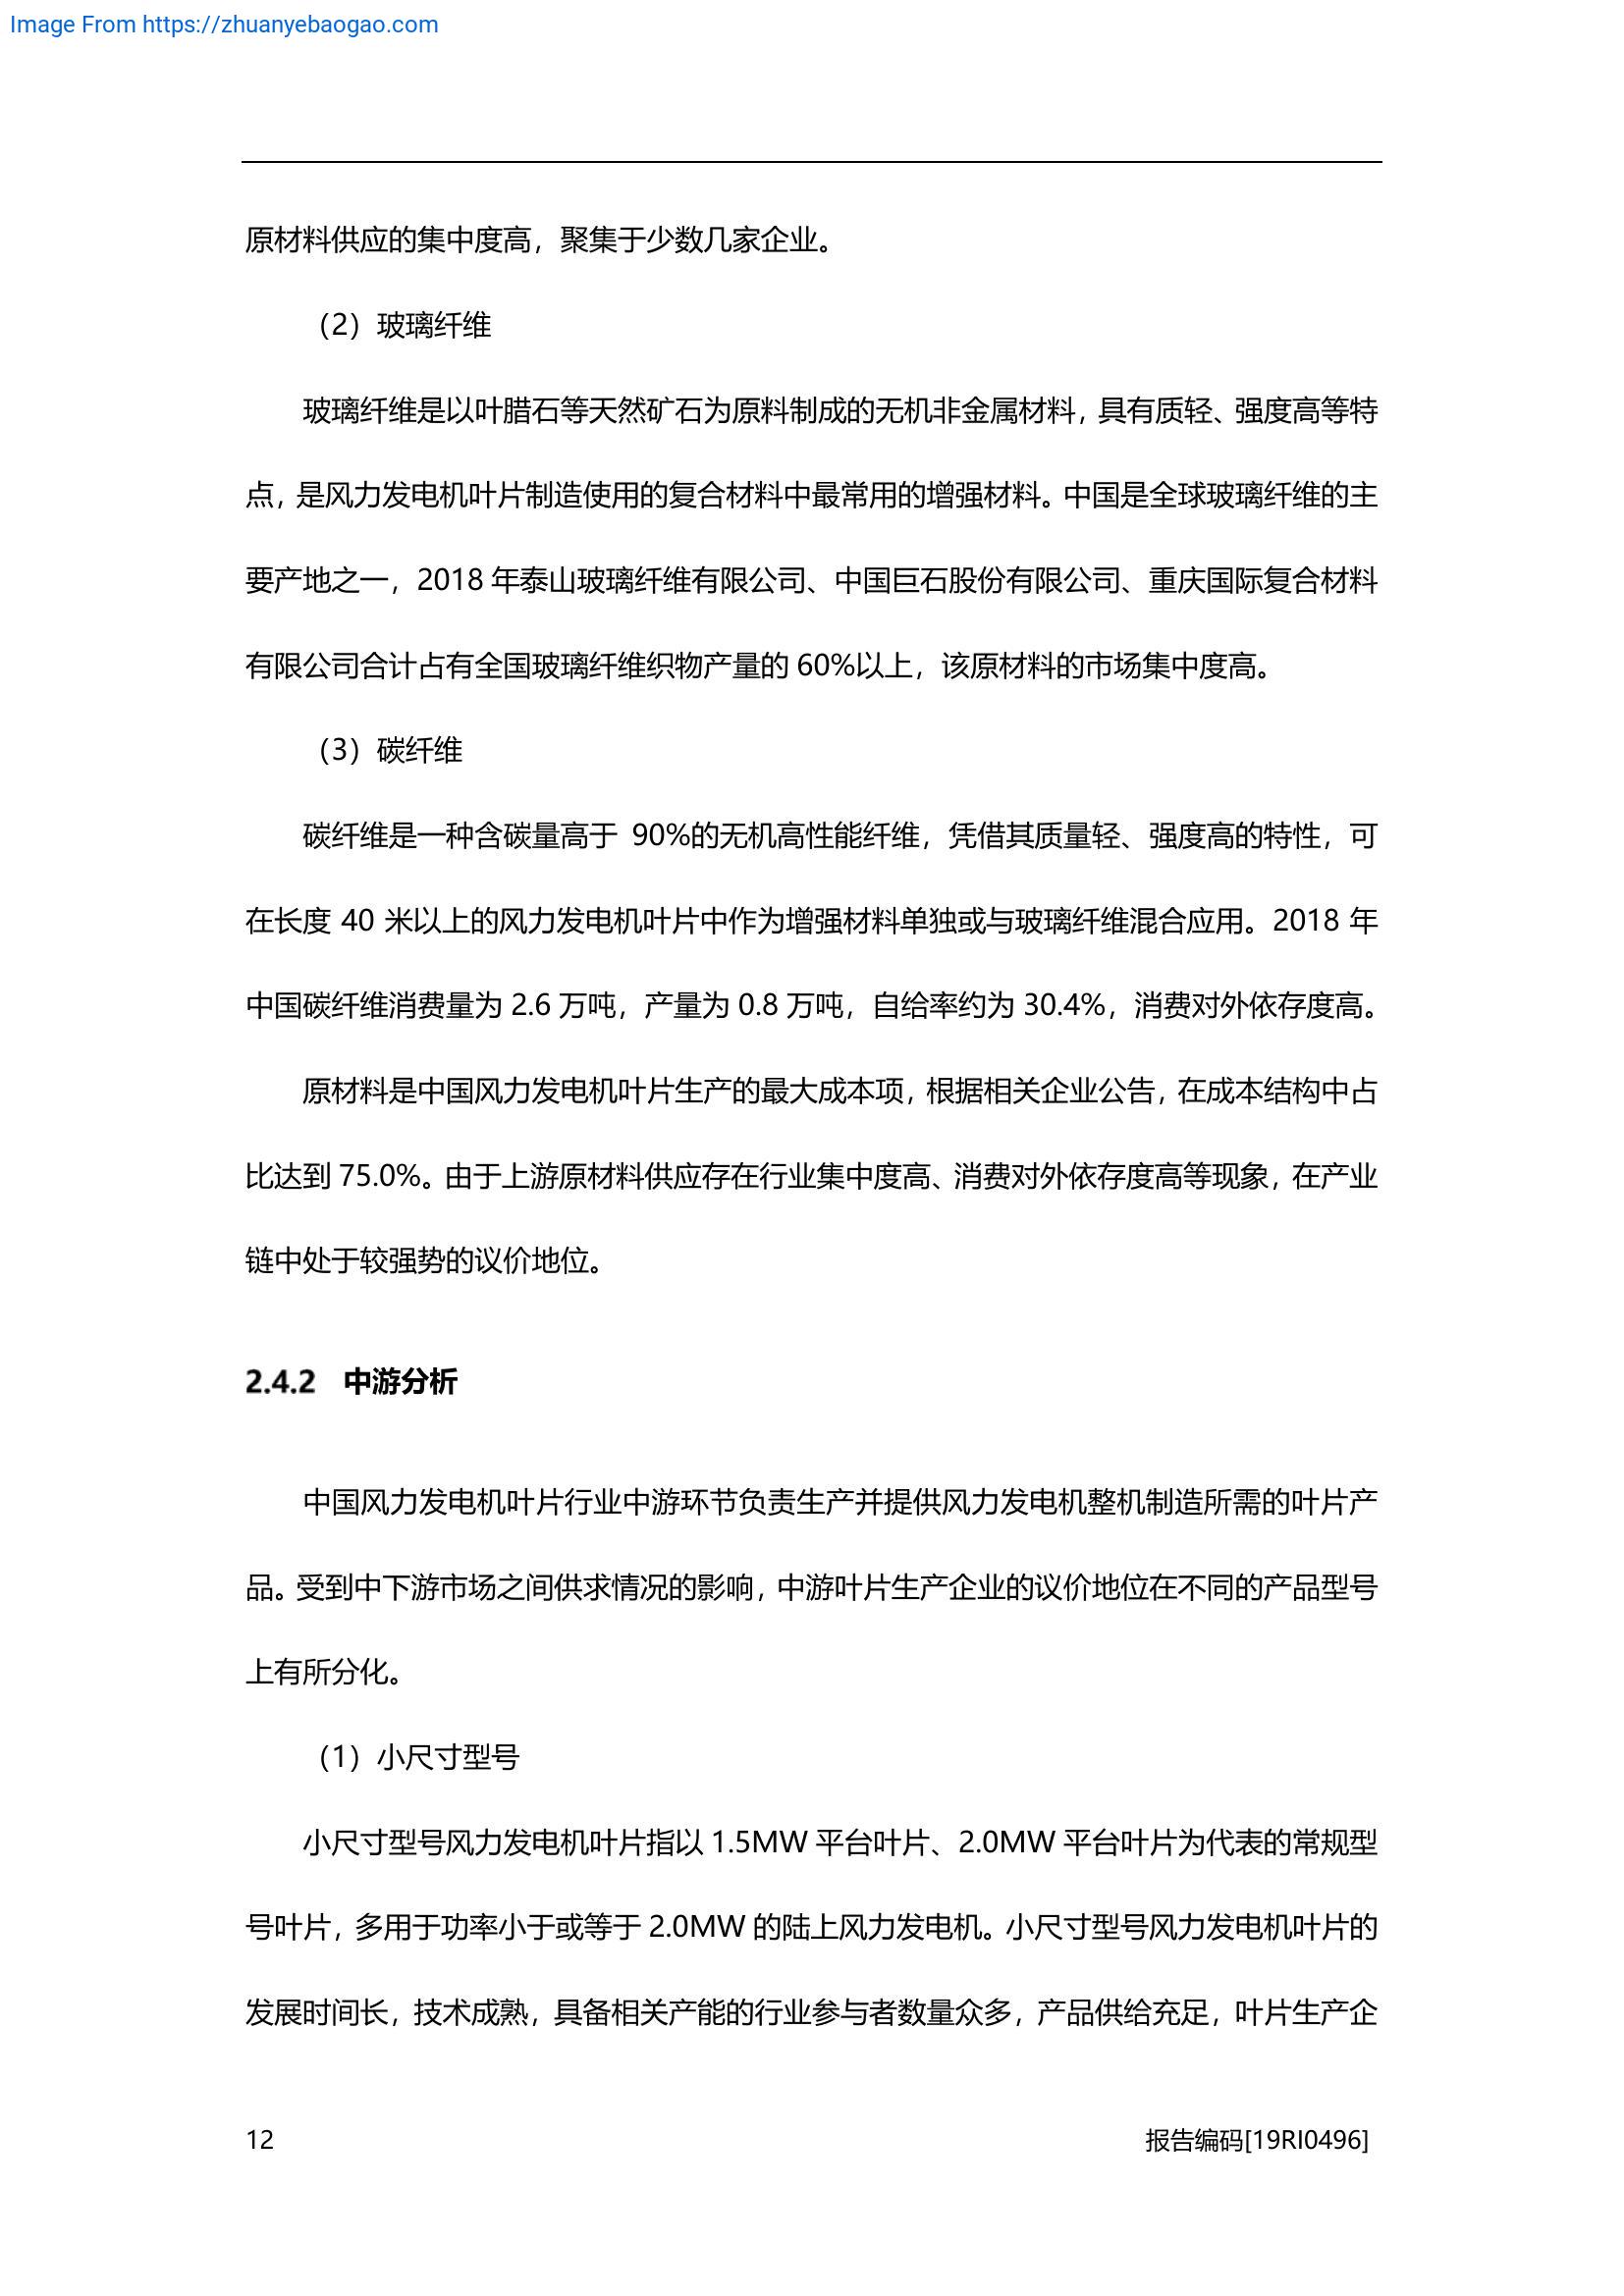 Image From https://zhuanyebaogao.com
原材料供应的集中度高，聚集于少数几家企业。
（2）玻璃纤维
玻璃纤维是以叶腊石等天然矿石为原料制成的无机非金属材料，具有质轻、强度高等特
点，是风力发电机叶片制造使用的复合材料中最常用的增强材料。中国是全球玻璃纤维的主
要产地之一，2018 年泰山玻璃纤维有限公司、中国巨石股份有限公司、重庆国际复合材料
有限公司合计占有全国玻璃纤维织物产量的 60%以上，该原材料的市场集中度高。
（3）碳纤维
碳纤维是一种含碳量高于 90%的无机高性能纤维，凭借其质量轻、强度高的特性，可
在长度 40 米以上的风力发电机叶片中作为增强材料单独或与玻璃纤维混合应用。2018 年
中国碳纤维消费量为 2.6 万吨，产量为 0.8 万吨，自给率约为 30.4%，消费对外依存度高。
原材料是中国风力发电机叶片生产的最大成本项，根据相关企业公告，在成本结构中占
比达到 75.0%。由于上游原材料供应存在行业集中度高、消费对外依存度高等现象，在产业
链中处于较强势的议价地位。
2.4.2 中游分析
中国风力发电机叶片行业中游环节负责生产并提供风力发电机整机制造所需的叶片产
品。受到中下游市场之间供求情况的影响，中游叶片生产企业的议价地位在不同的产品型号
上有所分化。
（1）小尺寸型号
小尺寸型号风力发电机叶片指以 1.5MW 平台叶片、2.0MW 平台叶片为代表的常规型
号叶片，多用于功率小于或等于 2.0MW 的陆上风力发电机。小尺寸型号风力发电机叶片的
发展时间长，技术成熟，具备相关产能的行业参与者数量众多，产品供给充足，叶片生产企
12 报告编码[19RI0496]